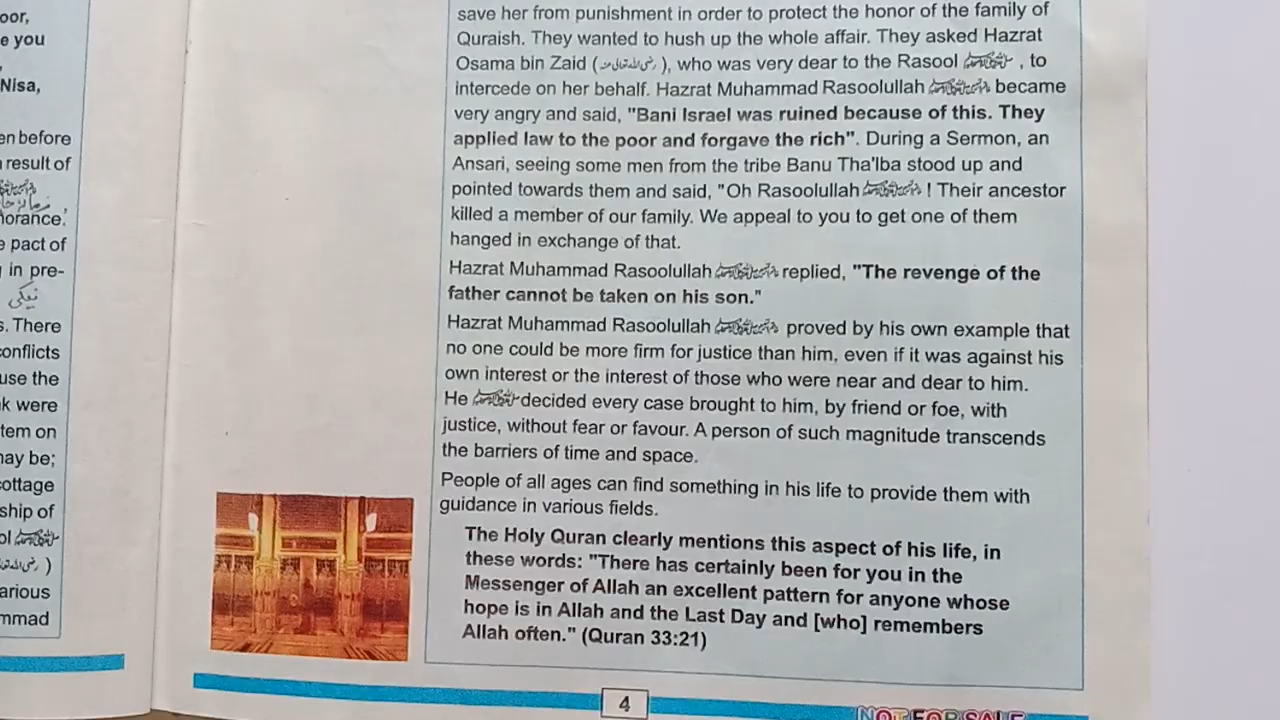 oor,
e you
Nisa,
en before
result of
norance.
e pact of
in pre-
نیکی
s. There
conflicts
use the
k were
tem on
may be;
cottage
ship of
ol ﷺ
arious
mmad
save her from punishment in order to protect the honor of the family of
Quraish. They wanted to hush up the whole affair. They asked Hazrat
Osama bin Zaid (رضی اللہ تعالیٰ عنہ), who was very dear to the Rasool ﷺ , to
intercede on her behalf. Hazrat Muhammad Rasoolullah ﷺ became
very angry and said, "Bani Israel was ruined because of this. They
applied law to the poor and forgave the rich". During a Sermon, an
Ansari, seeing some men from the tribe Banu Tha'lba stood up and
pointed towards them and said, "Oh Rasoolullah ﷺ ! Their ancestor
killed a member of our family. We appeal to you to get one of them
hanged in exchange of that.
Hazrat Muhammad Rasoolullah ﷺ replied, "The revenge of the
father cannot be taken on his son."
Hazrat Muhammad Rasoolullah ﷺ proved by his own example that
no one could be more firm for justice than him, even if it was against his
own interest or the interest of those who were near and dear to him.
He ﷺ decided every case brought to him, by friend or foe, with
justice, without fear or favour. A person of such magnitude transcends
the barriers of time and space.
People of all ages can find something in his life to provide them with
guidance in various fields.
The Holy Quran clearly mentions this aspect of his life, in
these words: "There has certainly been for you in the
Messenger of Allah an excellent pattern for anyone whose
hope is in Allah and the Last Day and [who] remembers
Allah often." (Quran 33:21)
4
NOT FOR SALE